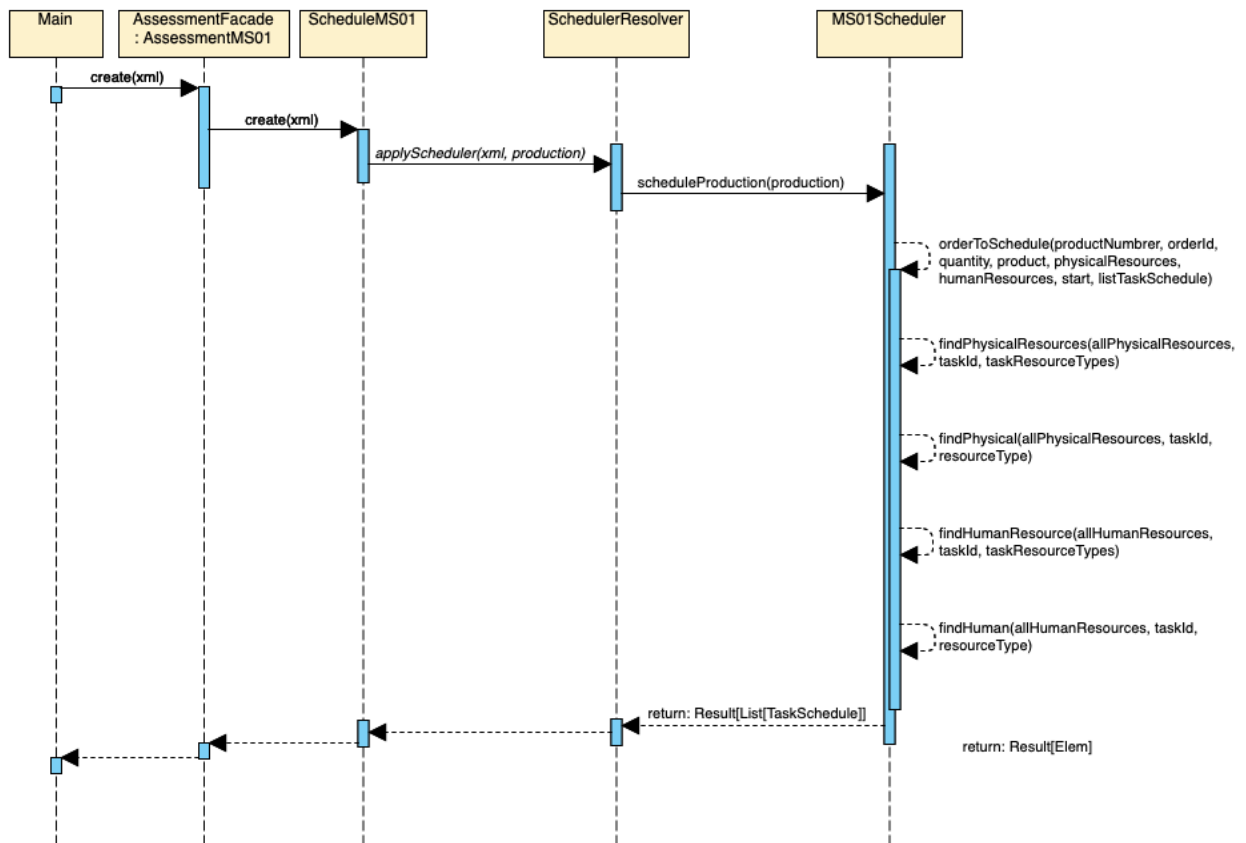 Main
AssessmentFacade
: AssessmentMS01
ScheduleMS01
SchedulerResolver
MS01Scheduler
create(xml)
create(xml)
applyScheduler(xml, production)
scheduleProduction(production)
orderToSchedule(productNumbrer, orderId,
quantity, product, physicalResources,
humanResources, start, listTaskSchedule)
findPhysicalResources(allPhysicalResources,
taskId, taskResourceTypes)
findPhysical(allPhysicalResources, taskId,
resourceType)
findHumanResource(allHumanResources,
taskId, taskResourceTypes)
findHuman(allHumanResources, taskId,
resourceType)
return: Result[List[TaskSchedule]]
return: Result[Elem]